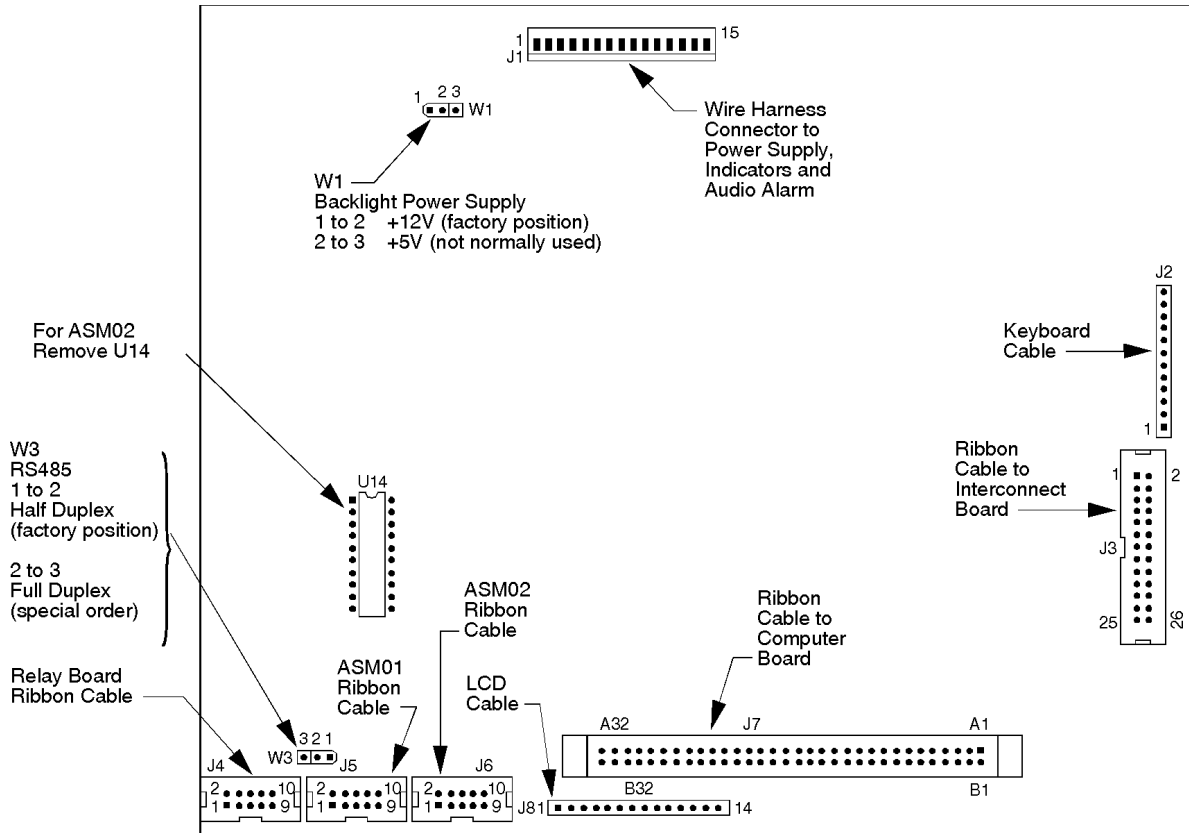 1
15
J1
Wire Harness
Connector to
Power Supply,
Indicators and
Audio Alarm
1 2 3
W1
W1
Backlight Power Supply
1 to 2 +12V (factory position)
2 to 3 +5V (not normally used)
J2
Keyboard
Cable
1
For ASM02
Remove U14
W3
RS485
1 to 2
Half Duplex
(factory position)
2 to 3
Full Duplex
(special order)
U14
Ribbon
Cable to
Interconnect
Board
1
2
J3
25
26
ASM02
Ribbon
Cable
Ribbon
Cable to
Computer
Board
Relay Board
Ribbon Cable
ASM01
Ribbon
Cable
LCD
Cable
3 2 1
W3
A32
J7
A1
B32
B1
J4
2
10
1
9
J5
2
10
1
9
J6
2
10
1
9
J8
1
14